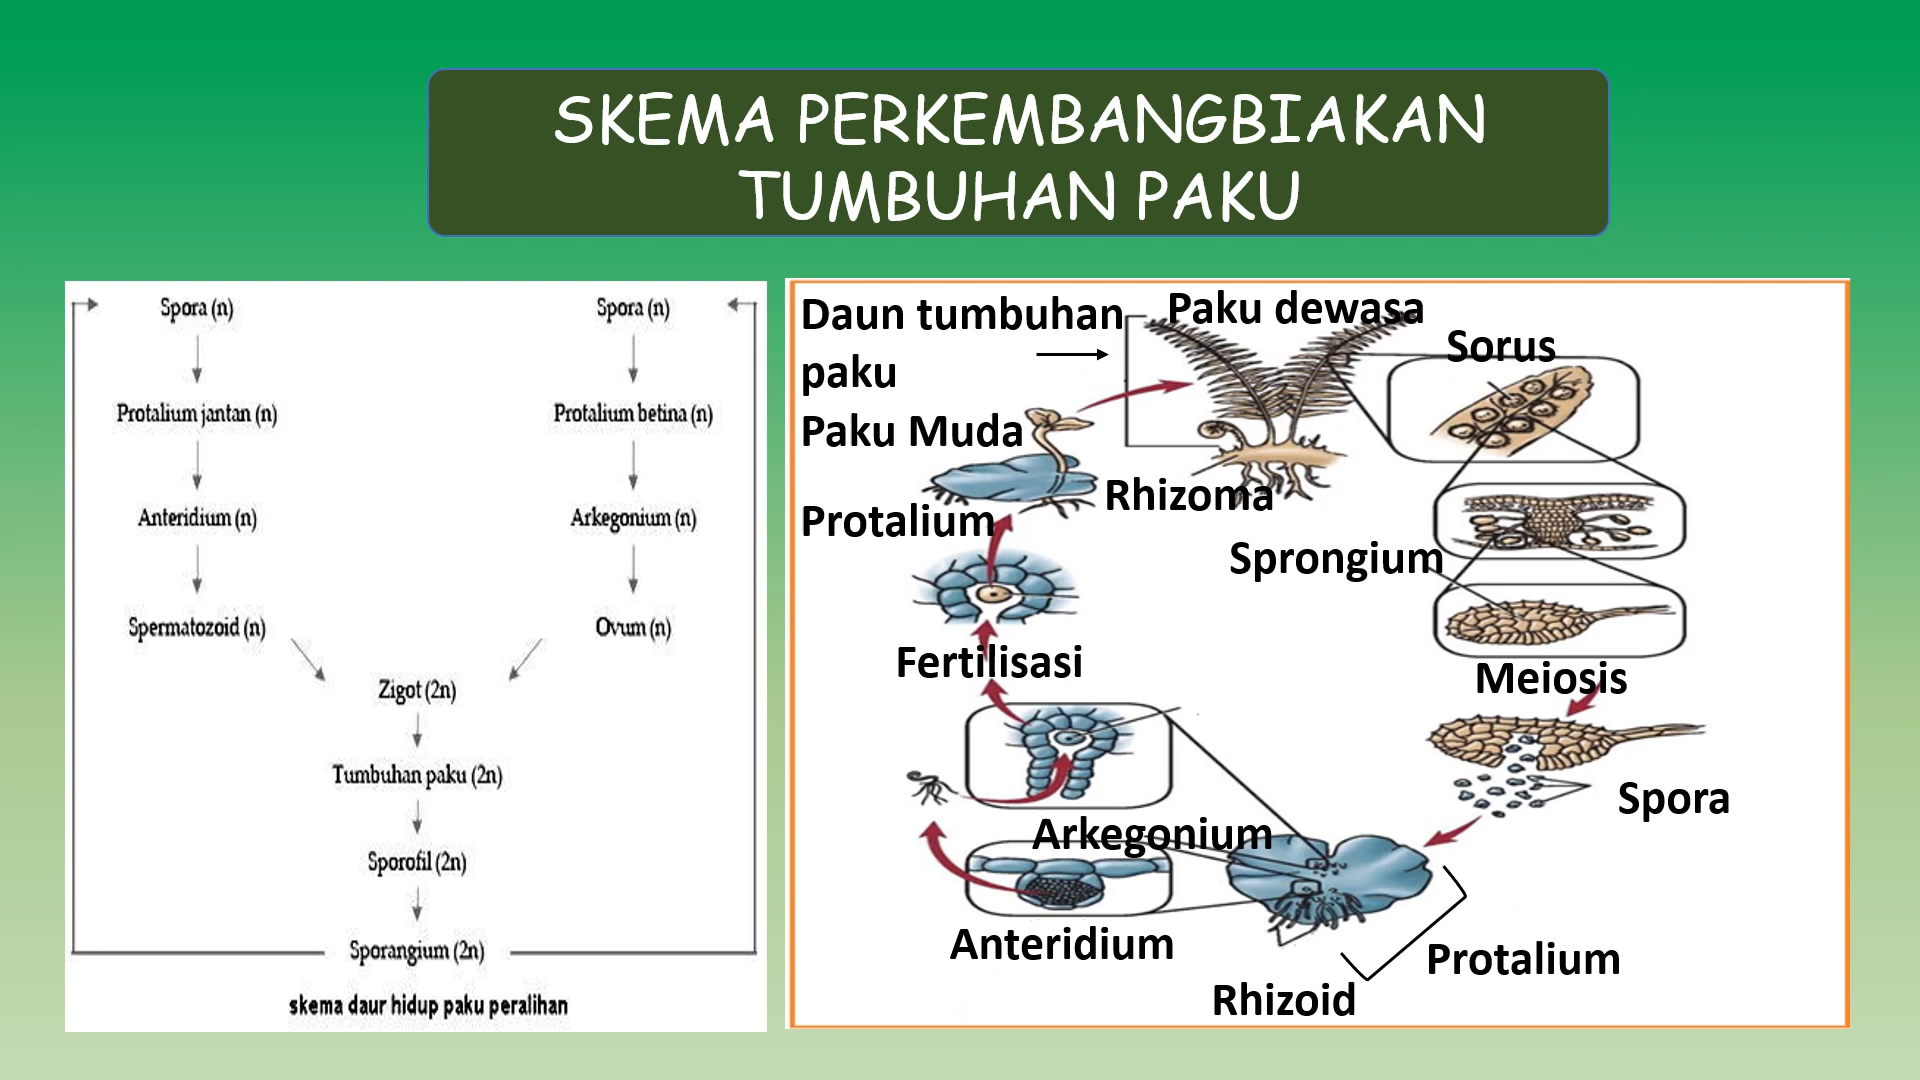 SKEMA PERKEMBANGBIAKAN
TUMBUHAN PAKU
Spora (n)
Spora (n)
Protalium jantan (n)
Protalium betina (n)
Anteridium (n)
Arkegonium (n)
Spermatozoid (n)
Ovum (n)
Zigot (2n)
Tumbuhan paku (2n)
Sporofil (2n)
Sporangium (2n)
skema daur hidup paku peralihan
Daun tumbuhan
paku
Paku Muda
Protalium
Paku dewasa
Sorus
Rhizoma
Sprongium
Fertilisasi
Meiosis
Spora
Arkegonium
Anteridium
Protalium
Rhizoid